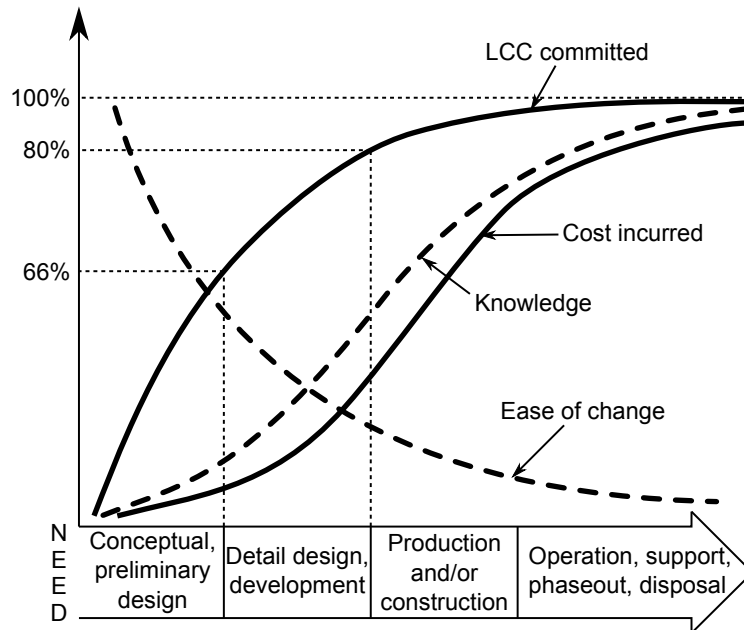 LCC committed
100%
80%
Cost incurred
66%
Knowledge
Ease of change
NEED
Conceptual,
preliminary
design
Detail design,
development
Production
and/or
construction
Operation, support,
phaseout, disposal